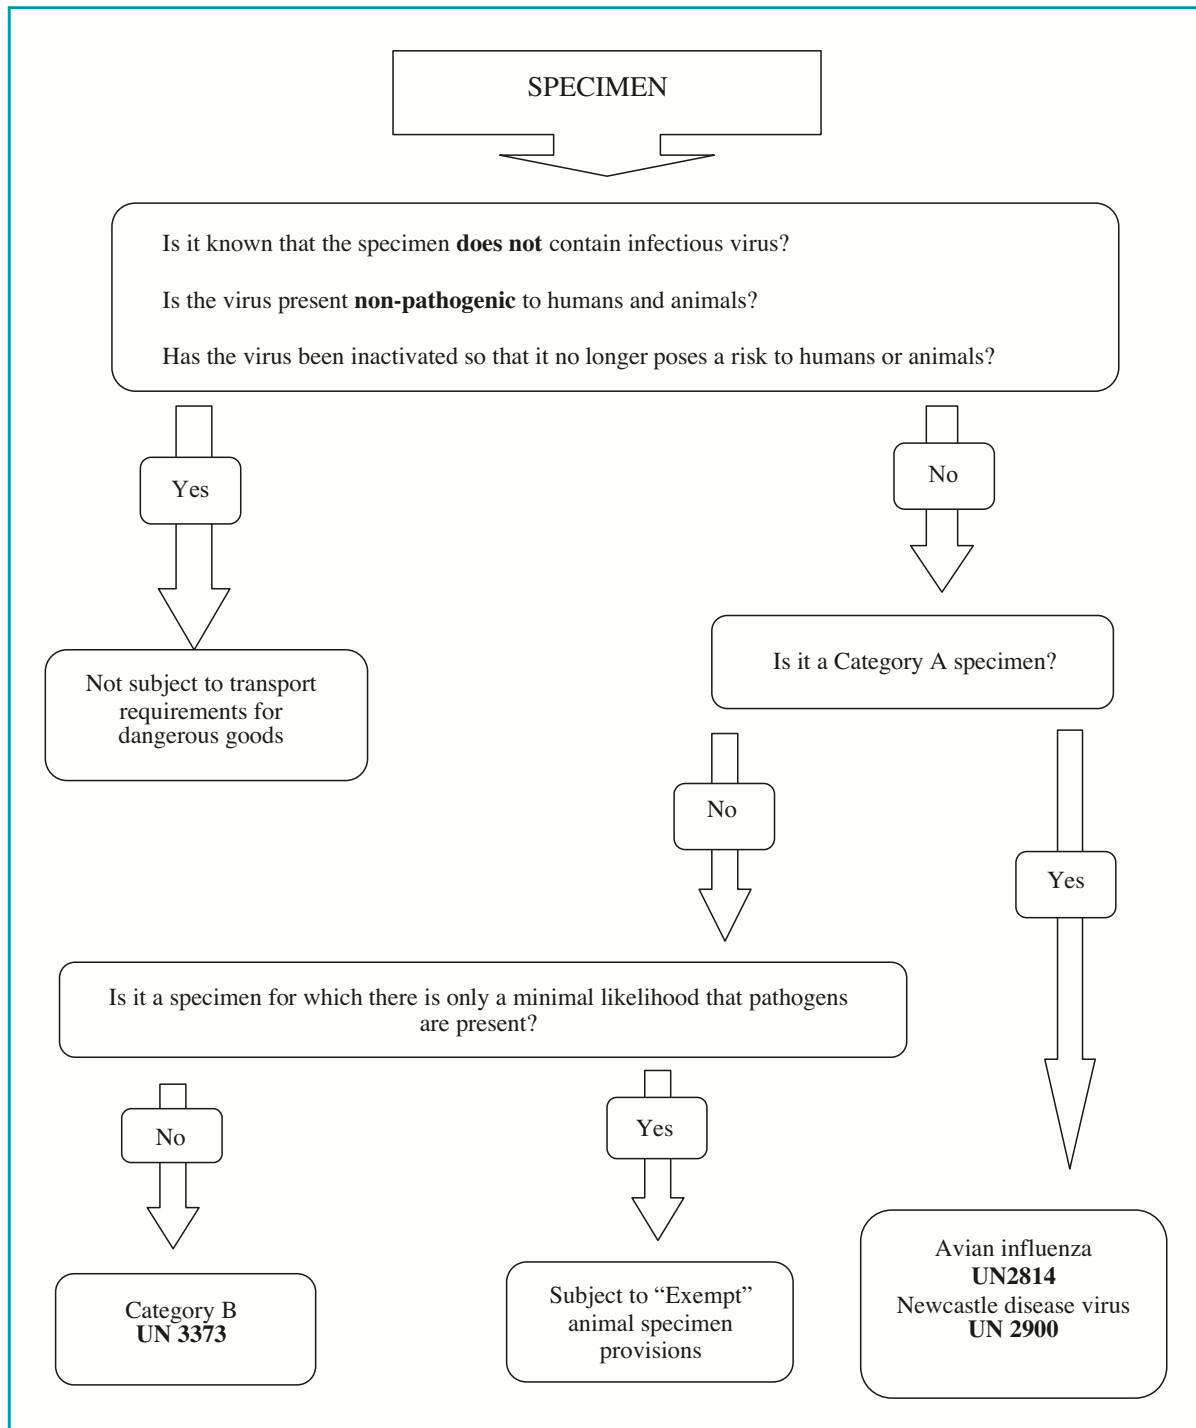 SPECIMEN
Is it known that the specimen does not contain infectious virus?
Is the virus present non-pathogenic to humans and animals?
Has the virus been inactivated so that it no longer poses a risk to humans or animals?
Yes
No
Not subject to transport
requirements for
dangerous goods
Is it a Category A specimen?
No
Yes
Is it a specimen for which there is only a minimal likelihood that pathogens
are present?
No
Yes
Category B
UN 3373
Subject to “Exempt”
animal specimen
provisions
Avian influenza
UN2814
Newcastle disease virus
UN 2900